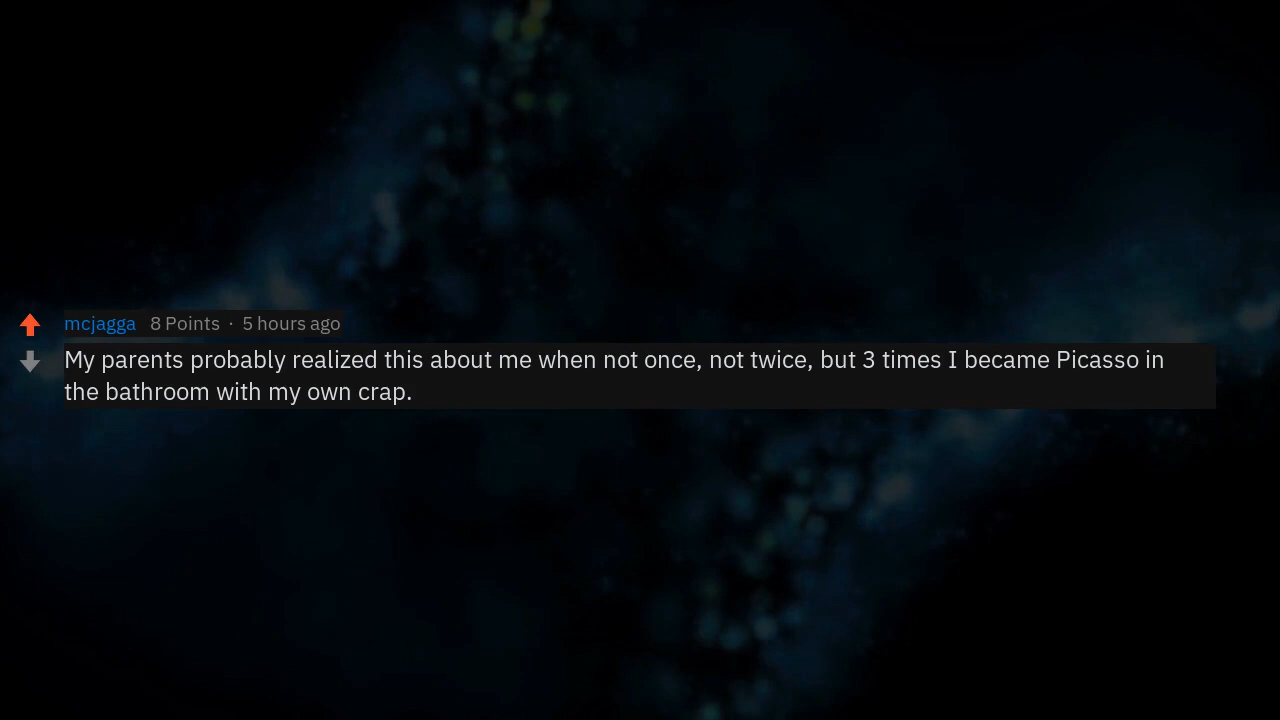 mcjagga 8 Points · 5 hours ago
My parents probably realized this about me when not once, not twice, but 3 times I became Picasso in
the bathroom with my own crap.